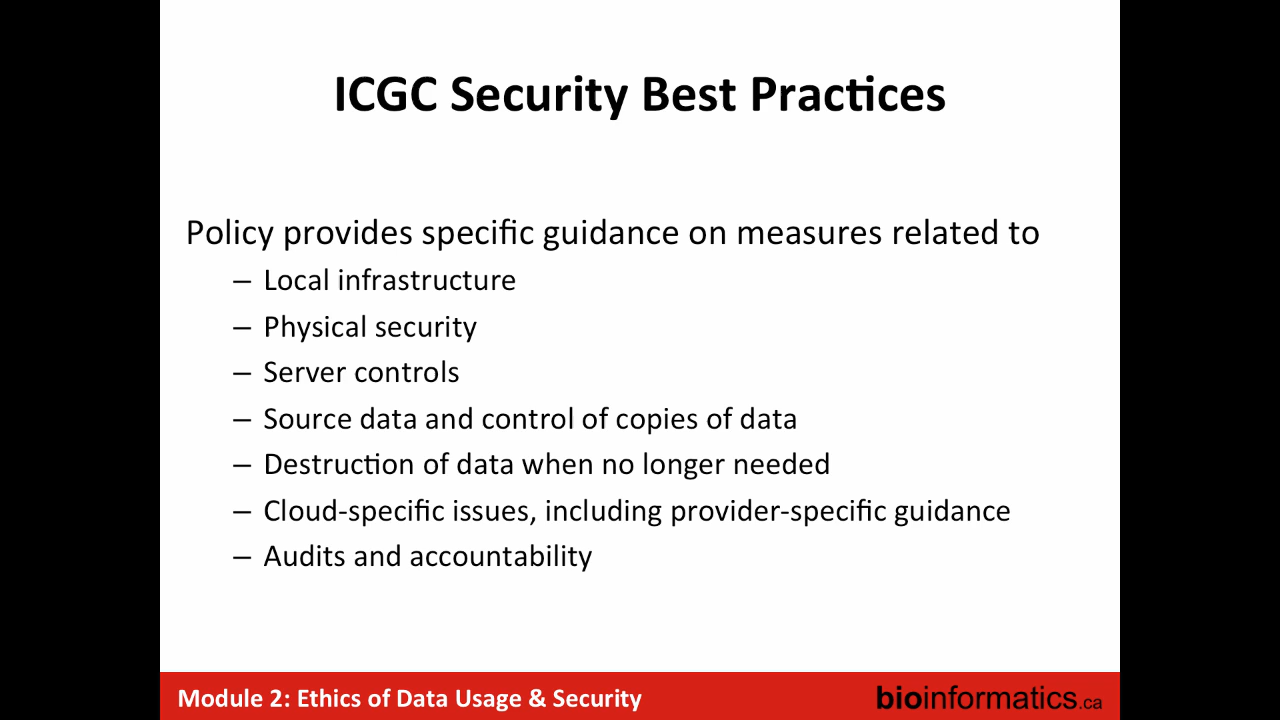 ICGC Security Best Practices
Policy provides specific guidance on measures related to
– Local infrastructure
– Physical security
– Server controls
– Source data and control of copies of data
– Destruction of data when no longer needed
– Cloud-specific issues, including provider-specific guidance
– Audits and accountability
Module 2: Ethics of Data Usage & Security
bioinformatics.ca